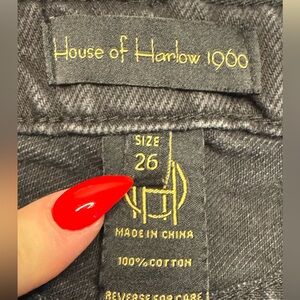 House of Harlow 1960
SIZE
26
MADE IN CHINA
100% COTTON
REVERSE FOR CARE